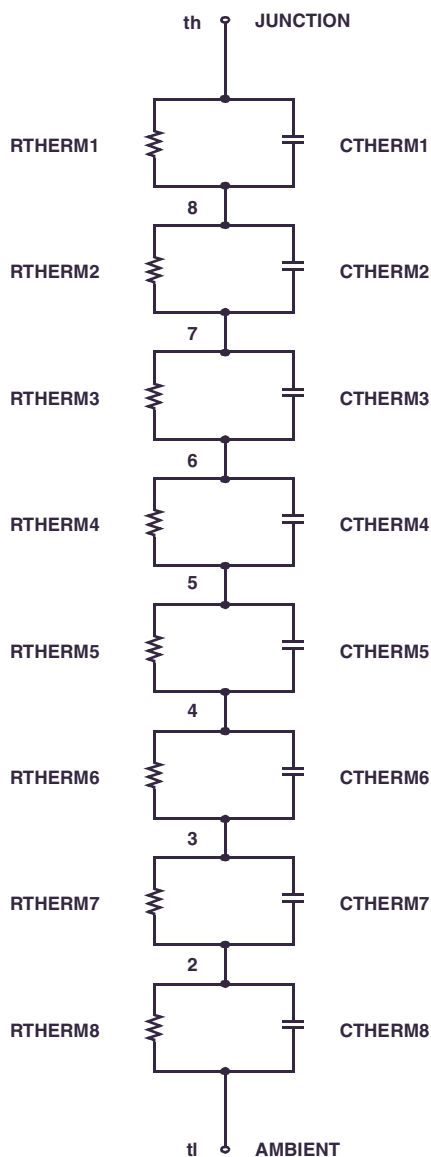 th JUNCTION
RTHERM1 CTHERM1
8
RTHERM2 CTHERM2
7
RTHERM3 CTHERM3
6
RTHERM4 CTHERM4
5
RTHERM5 CTHERM5
4
RTHERM6 CTHERM6
3
RTHERM7 CTHERM7
2
RTHERM8 CTHERM8
tl AMBIENT